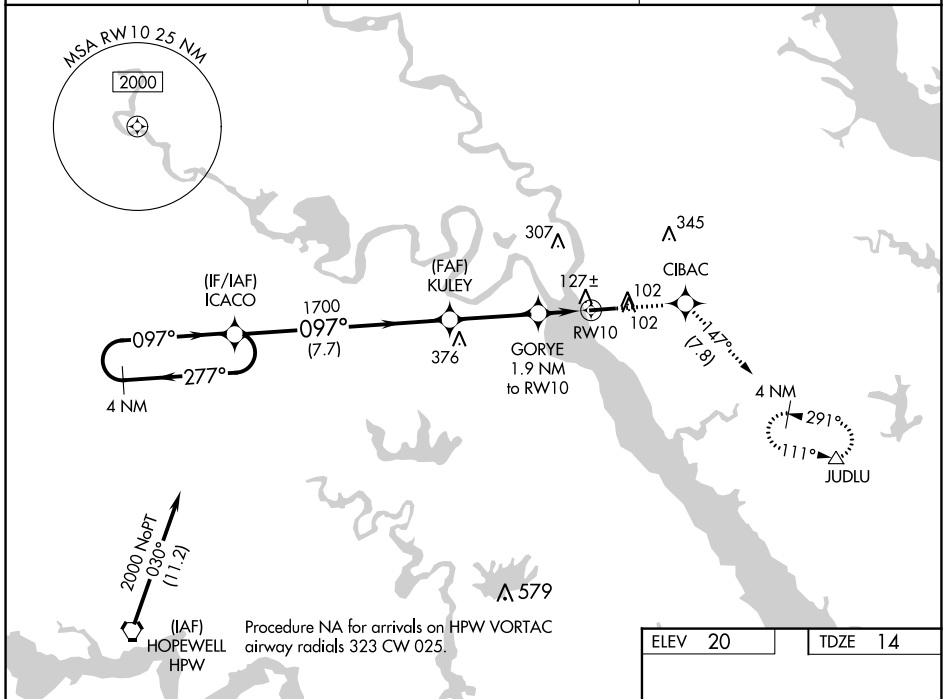 MSA RW10 25 NM
2000
307
345
(IF/IAF)
ICACO
(FAF)
KULEY
127±
102
102
CIBAC
1700
097°
(7.7)
097°
277°
4 NM
376
GORYE
1.9 NM
to RW10
RW10
147°
(7.8)
4 NM
291°
111°
JUDLU
2000 NoPT
030°
(11.2)
(IAF)
HOPEWELL
HPW
579
Procedure NA for arrivals on HPW VORTAC
airway radials 323 CW 025.
ELEV 20
TDZE 14